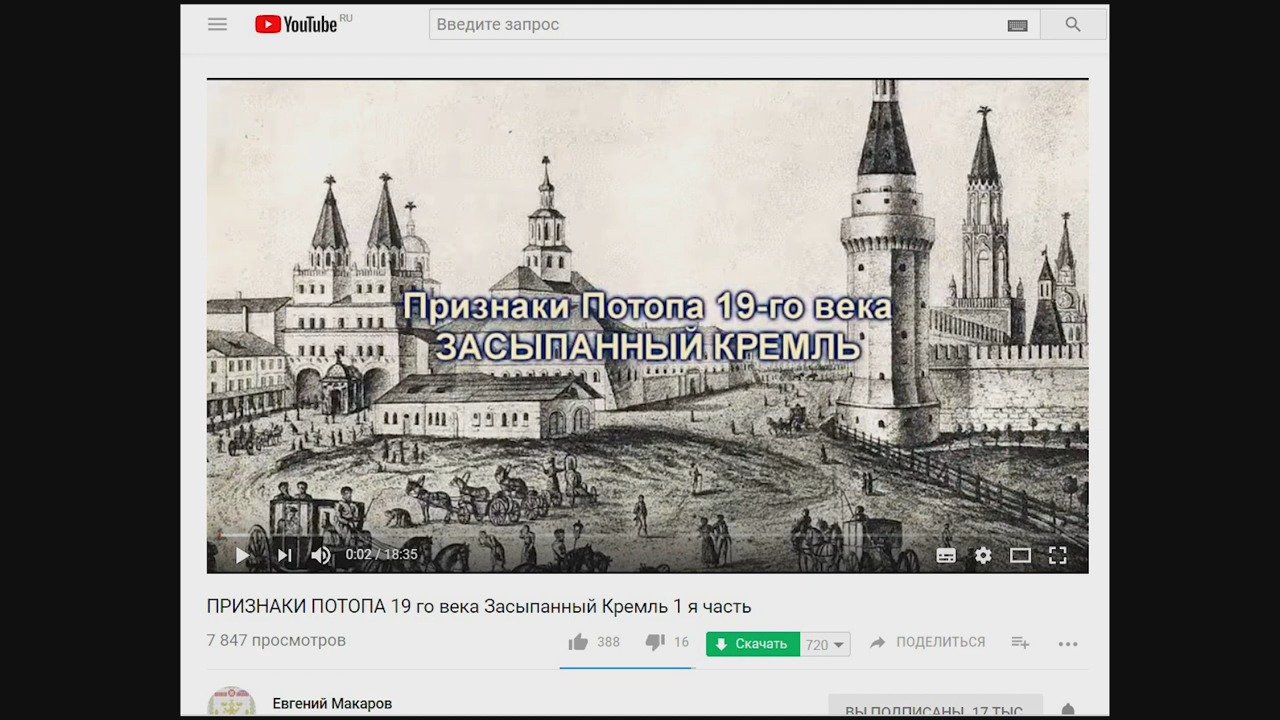 YouTube RU
Введите запрос
Признаки Потопа 19-го века
ЗАСЫПАННЫЙ КРЕМЛЬ
0:02 / 18:35
ПРИЗНАКИ ПОТОПА 19 го века Засыпанный Кремль 1 я часть
7 847 просмотров
388
16
Скачать
720
ПОДЕЛИТЬСЯ
Евгений Макаров
ВЫ ПОДПИСАНЫ 17 ТЫС.